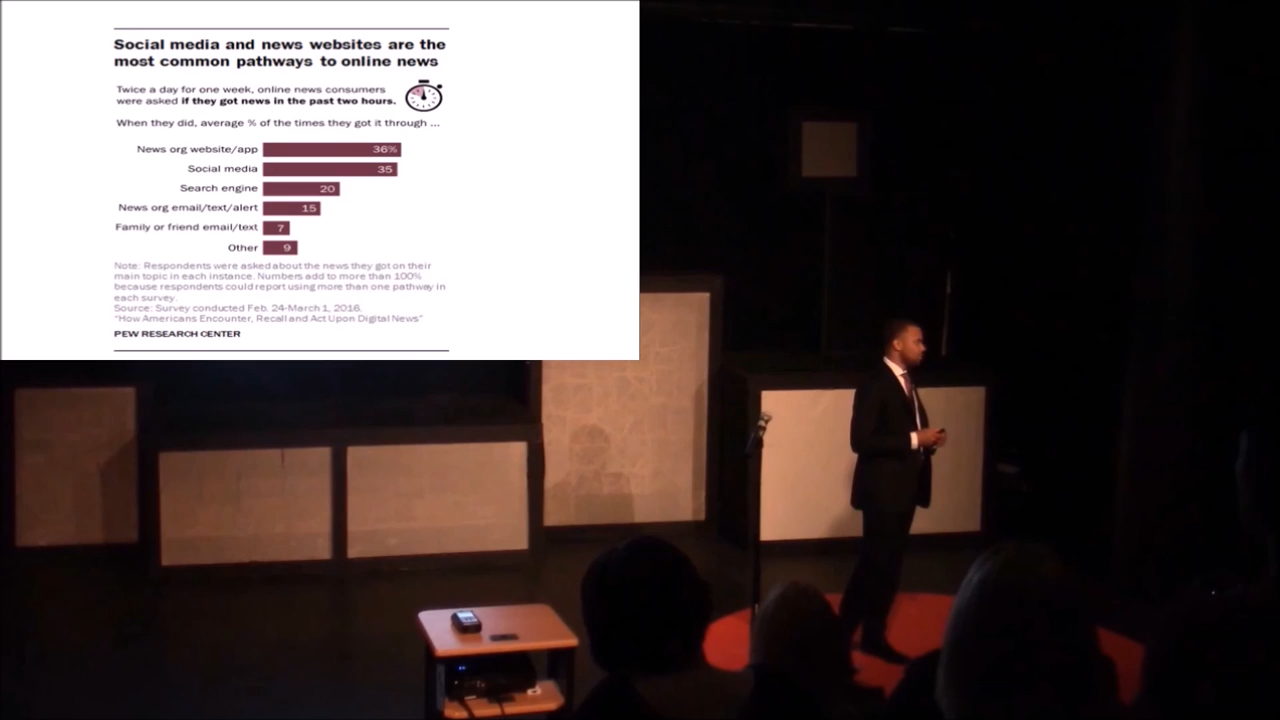 Social media and news websites are the
most common pathways to online news
Twice a day for one week, online news consumers
were asked if they got news in the past two hours.
When they did, average % of the times they got it through ...
News org website/app 36%
Social media 35
Search engine 20
News org email/text/alert 15
Family or friend email/text 7
Other 9
Note: Respondents were asked about the news they got on their
main topic in each instance. Numbers add to more than 100%
because respondents could report using more than one pathway in
each survey.
Source: Survey conducted Feb. 24-March 1, 2016.
"How Americans Encounter, Recall and Act Upon Digital News"
PEW RESEARCH CENTER